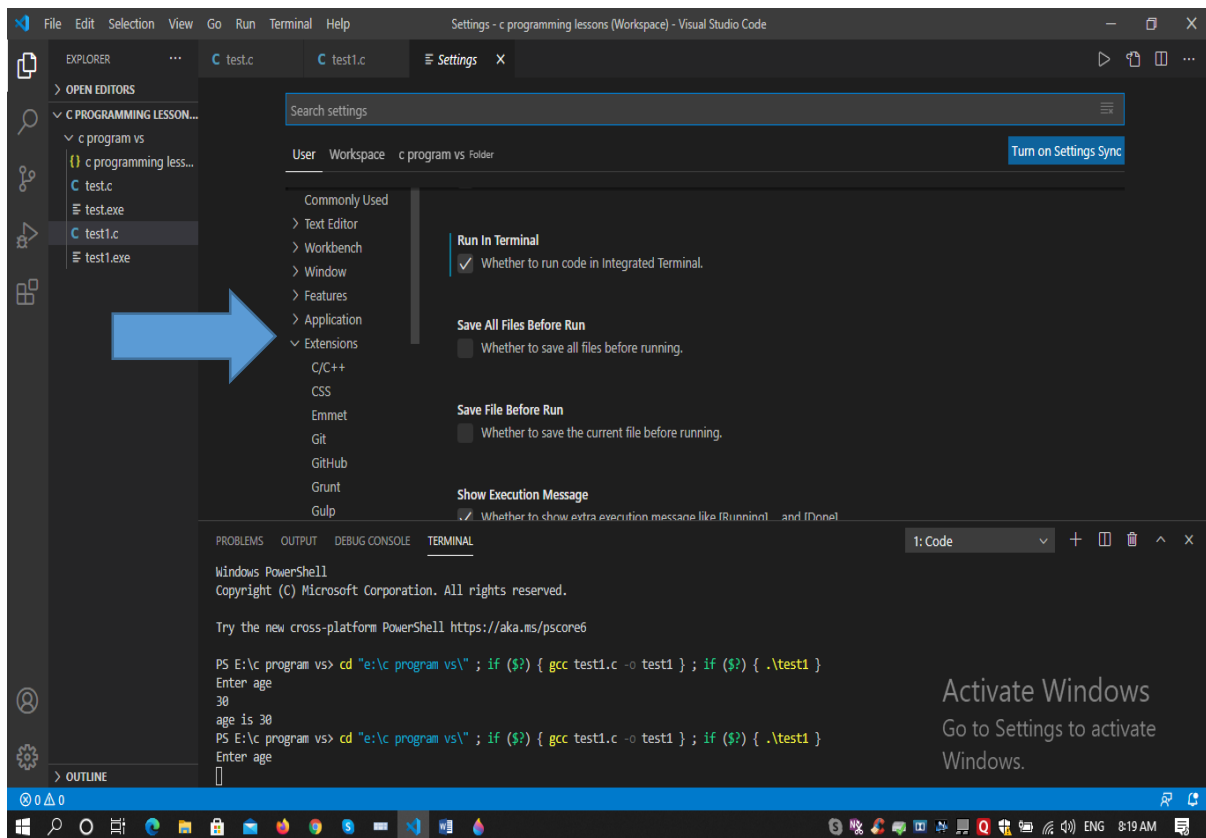 File Edit Selection View Go Run Terminal Help
Settings - c programming lessons (Workspace) - Visual Studio Code
EXPLORER
test.c
test1.c
Settings
OPEN EDITORS
C PROGRAMMING LESSON...
c program vs
{} c programming less...
C test.c
test.exe
C test1.c
test1.exe
OUTLINE
Search settings
User Workspace c program vs Folder
Turn on Settings Sync
Commonly Used
Text Editor
Workbench
Window
Features
Application
Extensions
C/C++
CSS
Emmet
Git
GitHub
Grunt
Gulp
Run In Terminal
Whether to run code in Integrated Terminal.
Save All Files Before Run
Whether to save all files before running.
Save File Before Run
Whether to save the current file before running.
Show Execution Message
Whether to show extra execution message like [Running] ... and [Done] ...
PROBLEMS OUTPUT DEBUG CONSOLE TERMINAL
1: Code
Windows PowerShell
Copyright (C) Microsoft Corporation. All rights reserved.
Try the new cross-platform PowerShell https://aka.ms/pscore6
PS E:\c program vs> cd "e:\c program vs\" ; if ($?) { gcc test1.c -o test1 } ; if ($?) { .\test1 }
Enter age
30
age is 30
PS E:\c program vs> cd "e:\c program vs\" ; if ($?) { gcc test1.c -o test1 } ; if ($?) { .\test1 }
Enter age
Activate Windows
Go to Settings to activate
Windows.
0 0
ENG 8:19 AM